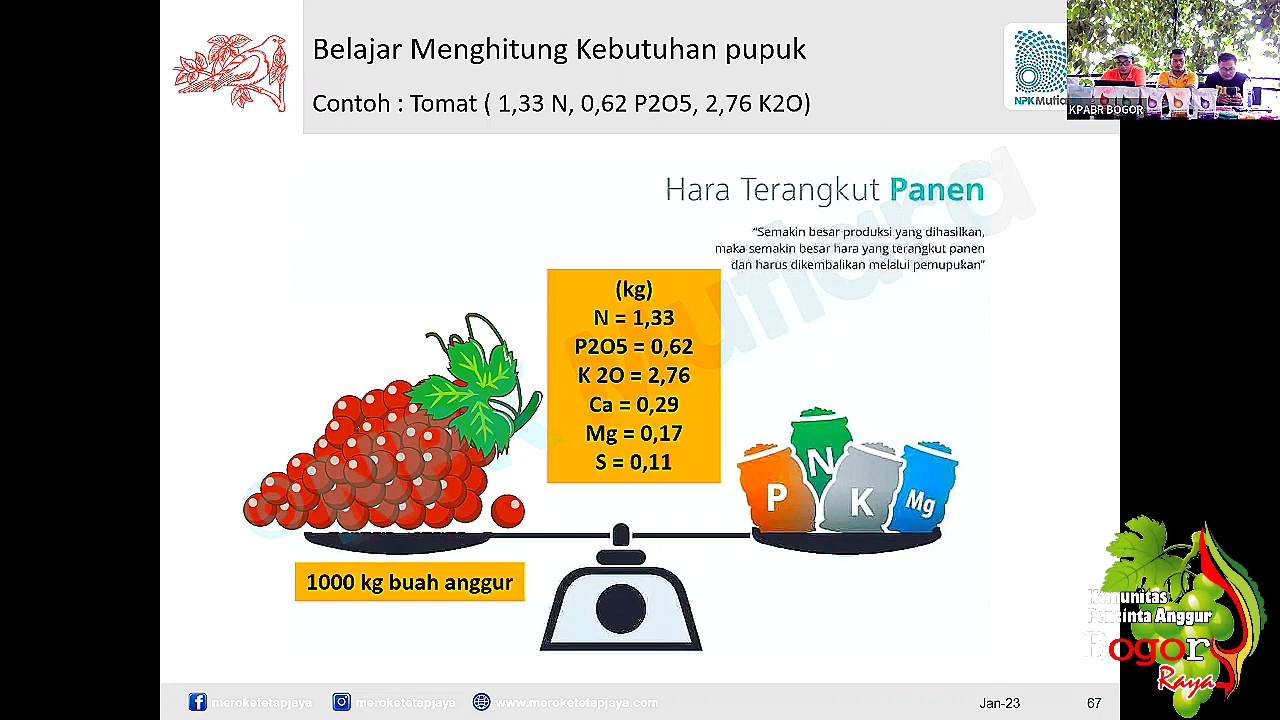 Belajar Menghitung Kebutuhan pupuk
Contoh : Tomat ( 1,33 N, 0,62 P2O5, 2,76 K2O)
NPK
KPABR BOGOR
Hara Terangkut Panen
"Semakin besar produksi yang dihasilkan,
maka semakin besar hara yang terangkut panen
dan harus dikembalikan melalui pemupukan"
(kg)
N = 1,33
P2O5 = 0,62
K 2O = 2,76
Ca = 0,29
Mg = 0,17
S = 0,11
P
N
K
Mg
1000 kg buah anggur
Komunitas
Pencinta Anggur
Bogor
Raya
meroketetapjaya
meroketetapjaya
www.meroketetapjaya.com
Jan-23
67